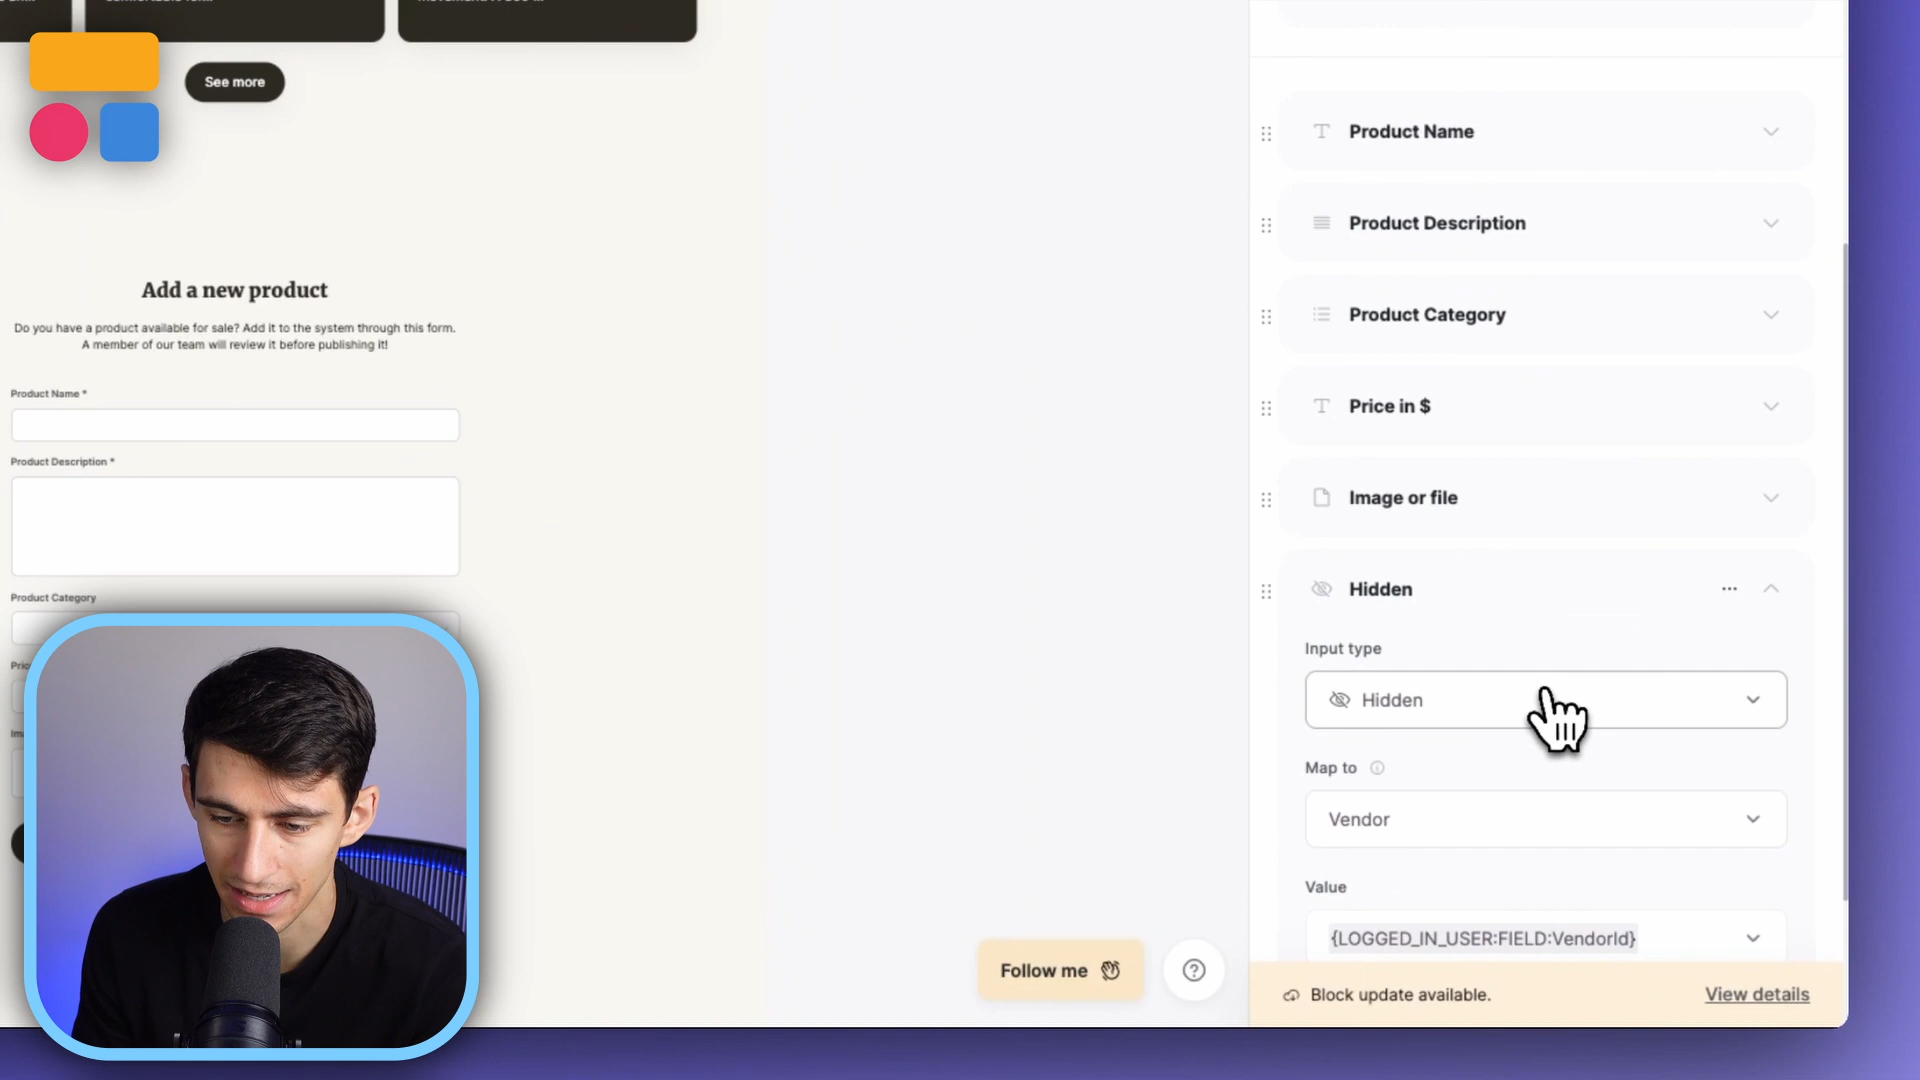 See more
Add a new product
Do you have a product available for sale? Add it to the system through this form.
A member of our team will review it before publishing it!
Product Name *
Product Description *
Product Category
Follow me
Product Name
Product Description
Product Category
Price in $
Image or file
Hidden
Input type
Hidden
Map to
Vendor
Value
{LOGGED_IN_USER:FIELD:VendorId}
Block update available.
View details